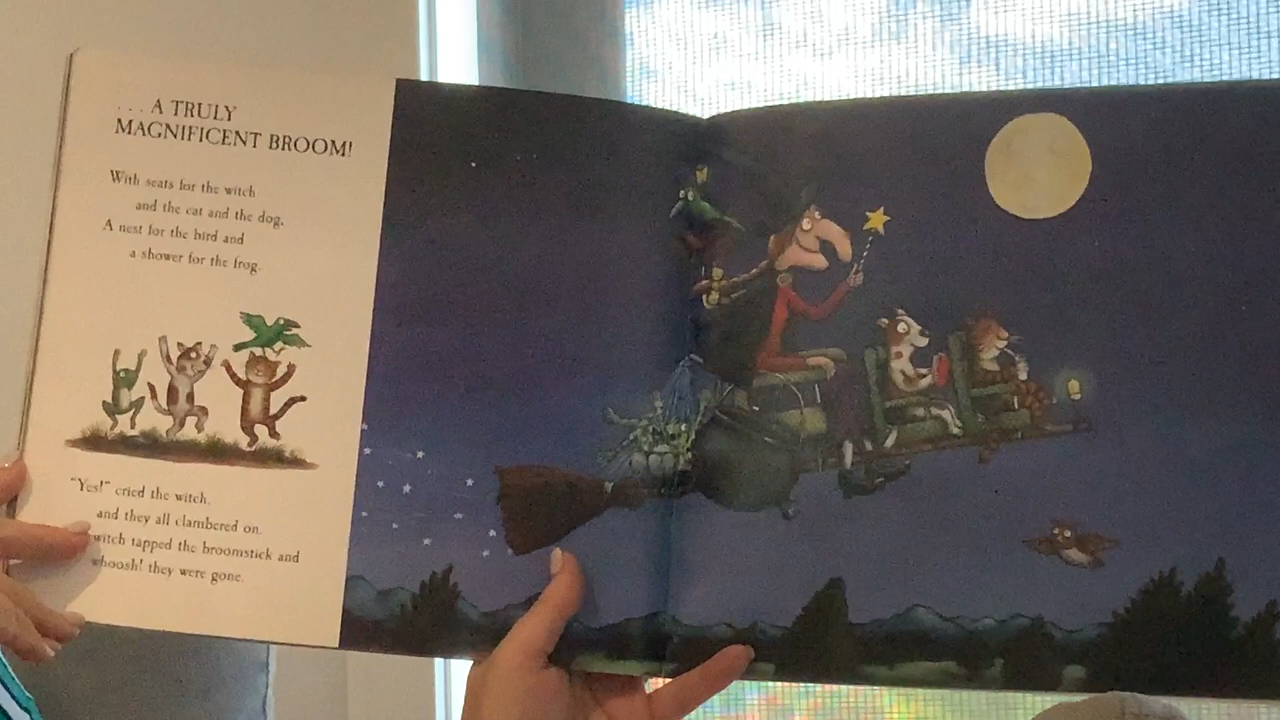 ... A TRULY
MAGNIFICENT BROOM!
With seats for the witch
and the cat and the dog,
A nest for the bird and
a shower for the frog.
"Yes!" cried the witch,
and they all clambered on.
witch tapped the broomstick and
whoosh! they were gone.